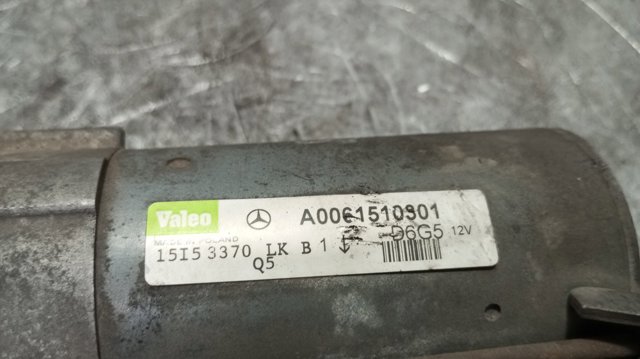 Valeo A0061510301
MADE IN POLAND D6G5 12V
15I5 3370 LK B 1
Q5